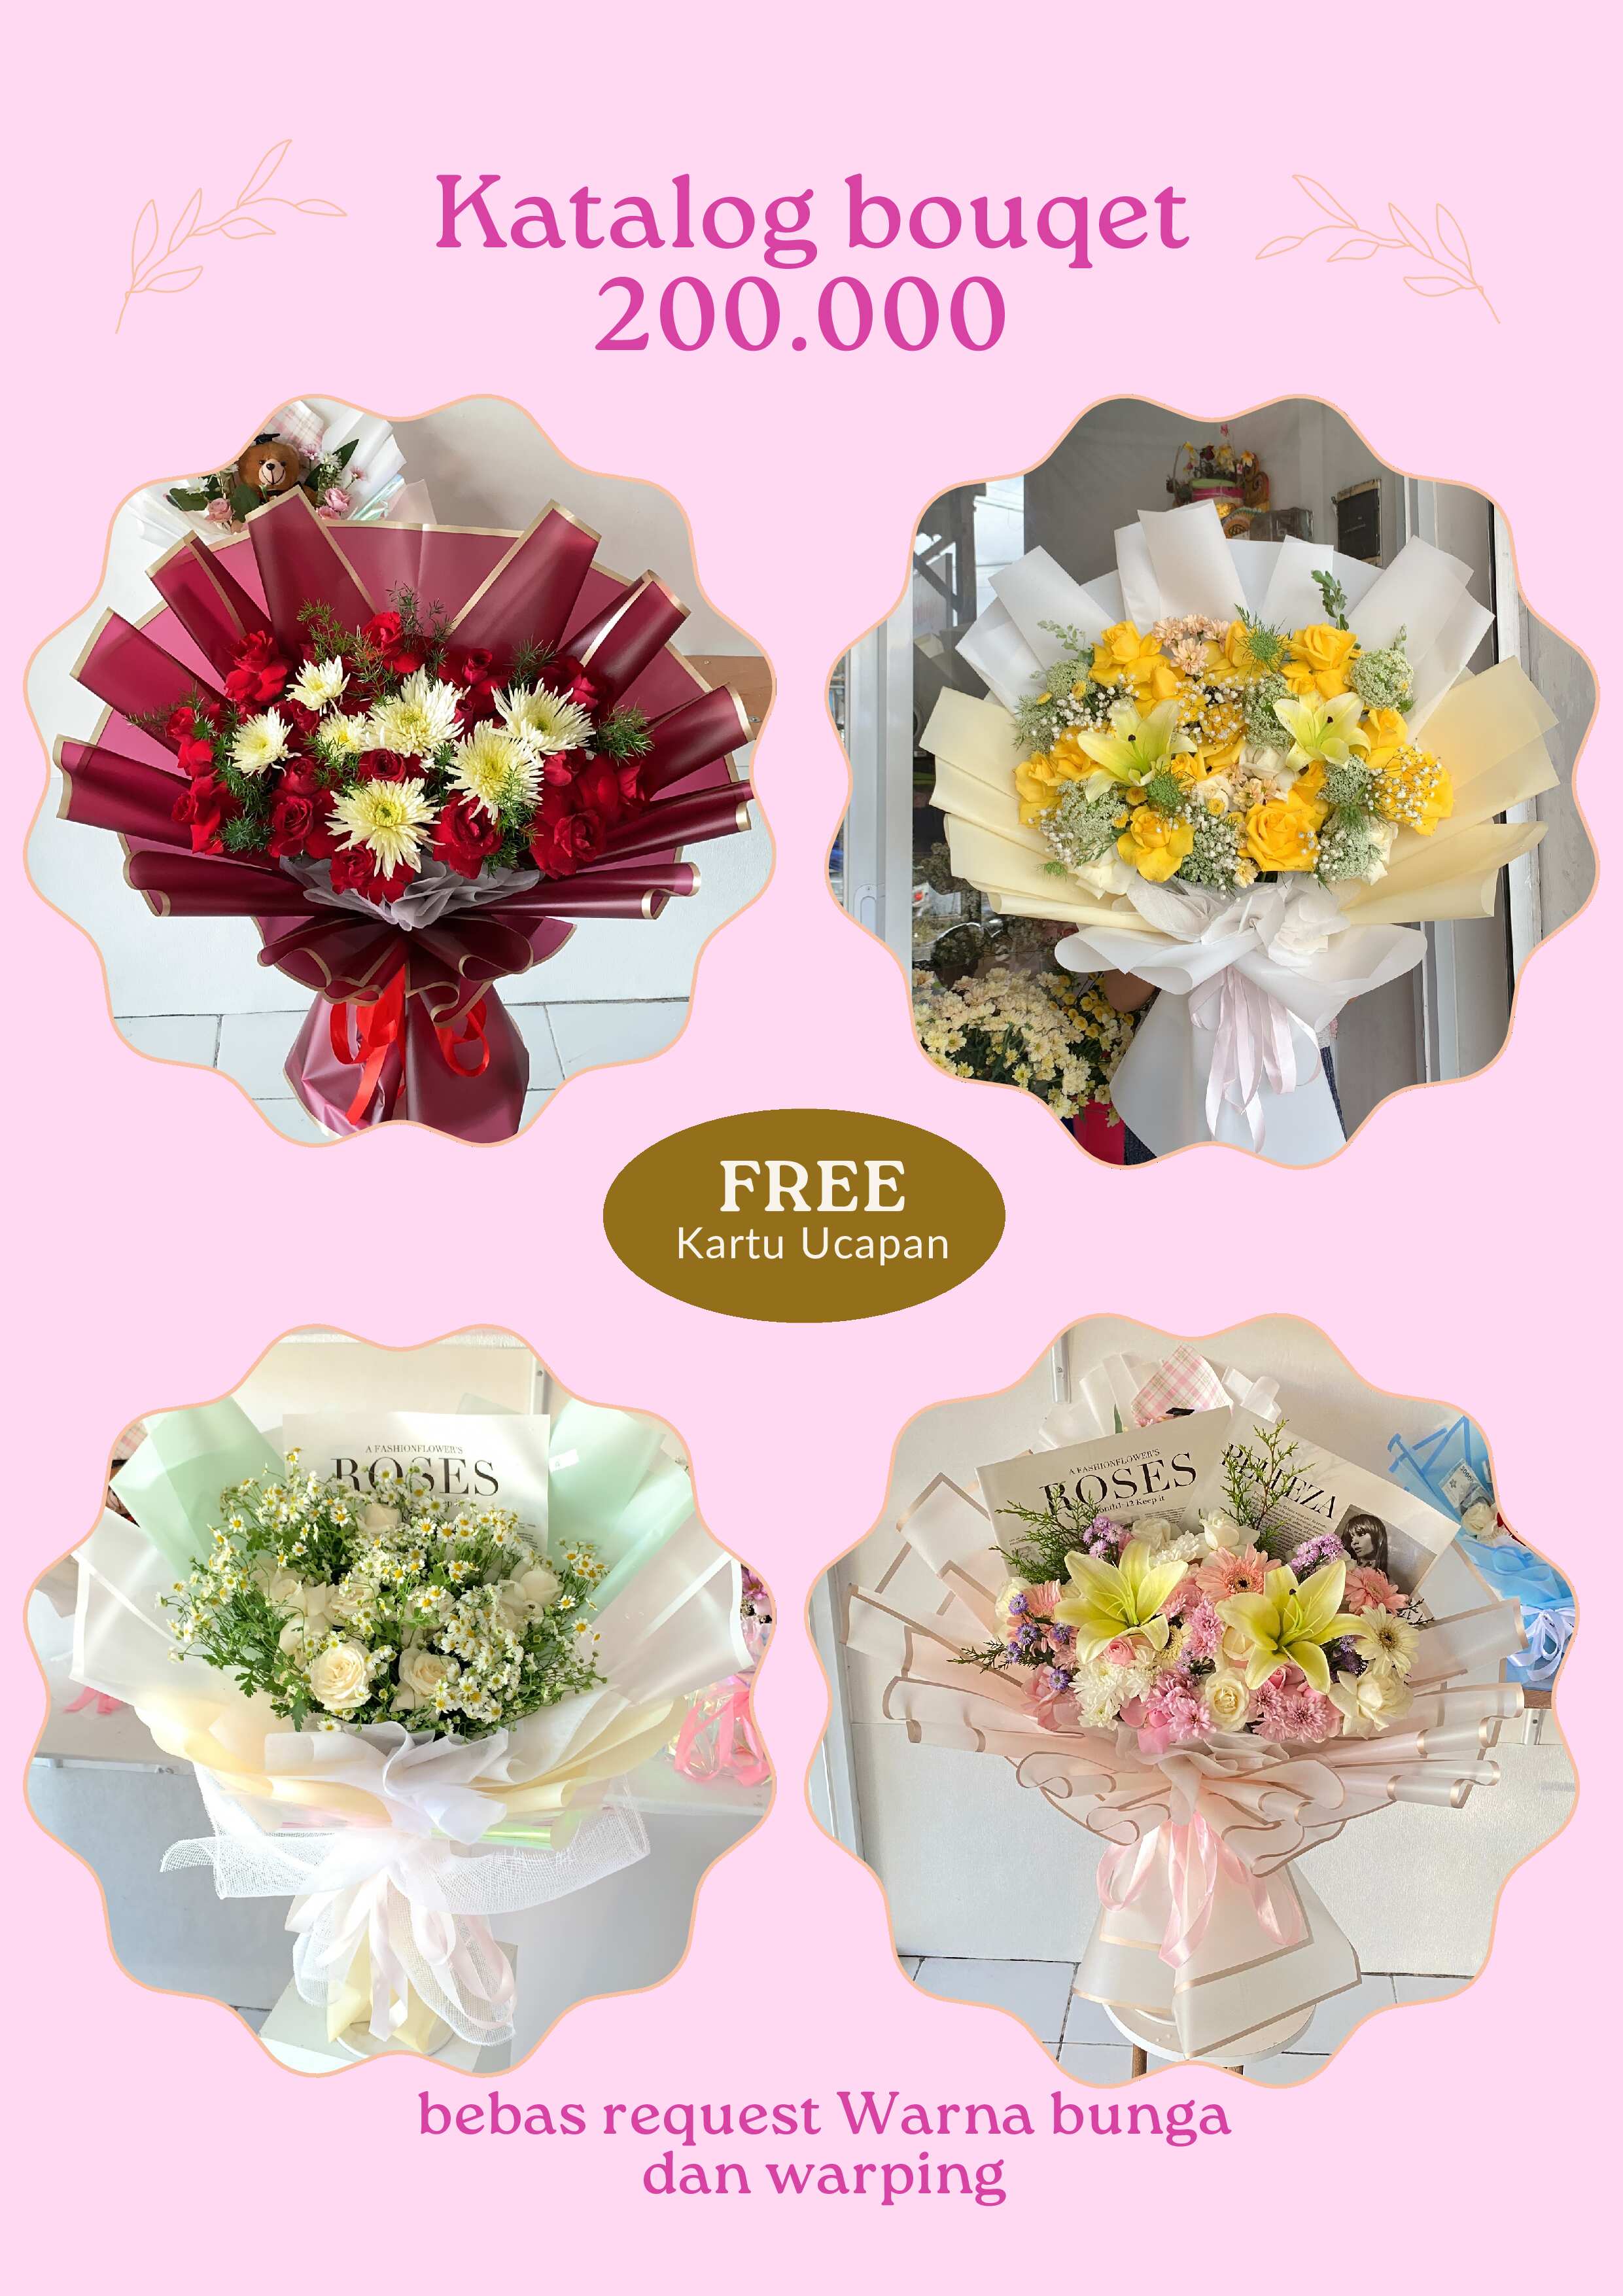 Katalog bouqet
200.000
FREE
Kartu Ucapan
A FASHIONFLOWER'S
ROSES
A FASHIONFLOWER'S
ROSES
bebas request Warna bunga
dan warping